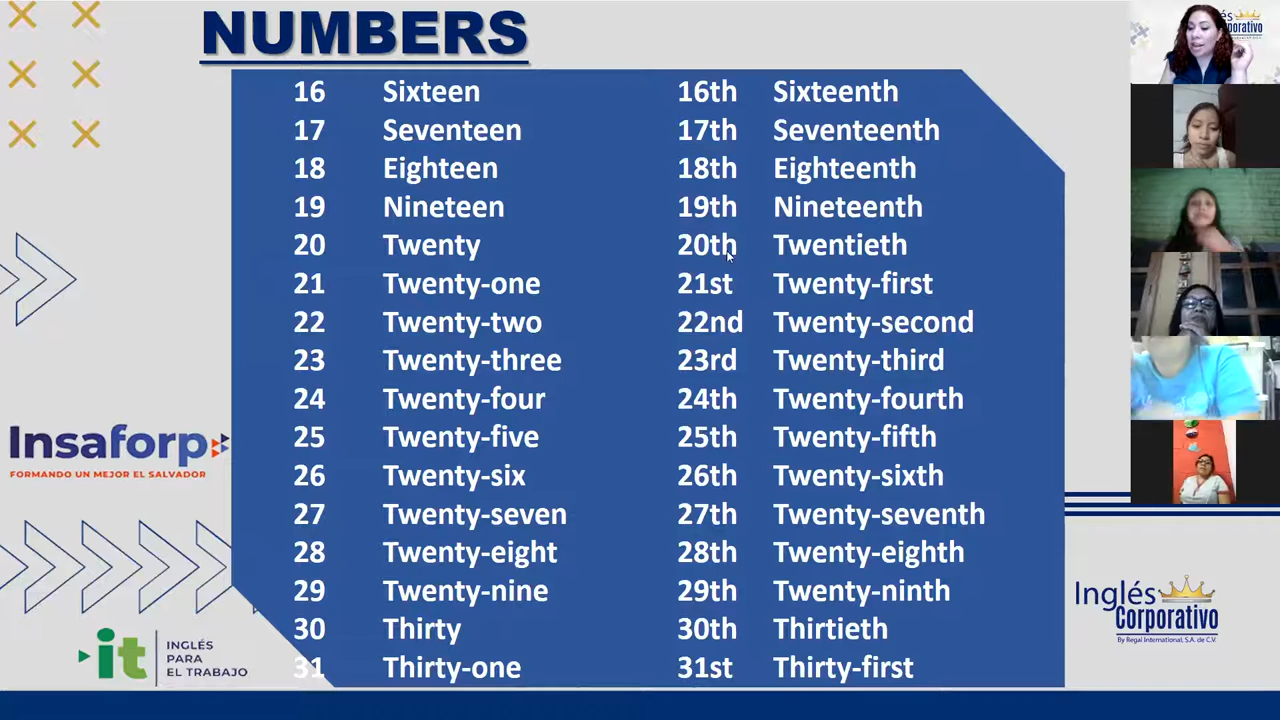 NUMBERS
16 Sixteen 16th Sixteenth
17 Seventeen 17th Seventeenth
18 Eighteen 18th Eighteenth
19 Nineteen 19th Nineteenth
20 Twenty 20th Twentieth
21 Twenty-one 21st Twenty-first
22 Twenty-two 22nd Twenty-second
23 Twenty-three 23rd Twenty-third
24 Twenty-four 24th Twenty-fourth
25 Twenty-five 25th Twenty-fifth
26 Twenty-six 26th Twenty-sixth
27 Twenty-seven 27th Twenty-seventh
28 Twenty-eight 28th Twenty-eighth
29 Twenty-nine 29th Twenty-ninth
30 Thirty 30th Thirtieth
31 Thirty-one 31st Thirty-first
Insaforp
FORMANDO UN MEJOR EL SALVADOR
it
INGLÉS
PARA
EL TRABAJO
Inglés
Corporativo
By Regal International, S.A. de C.V.